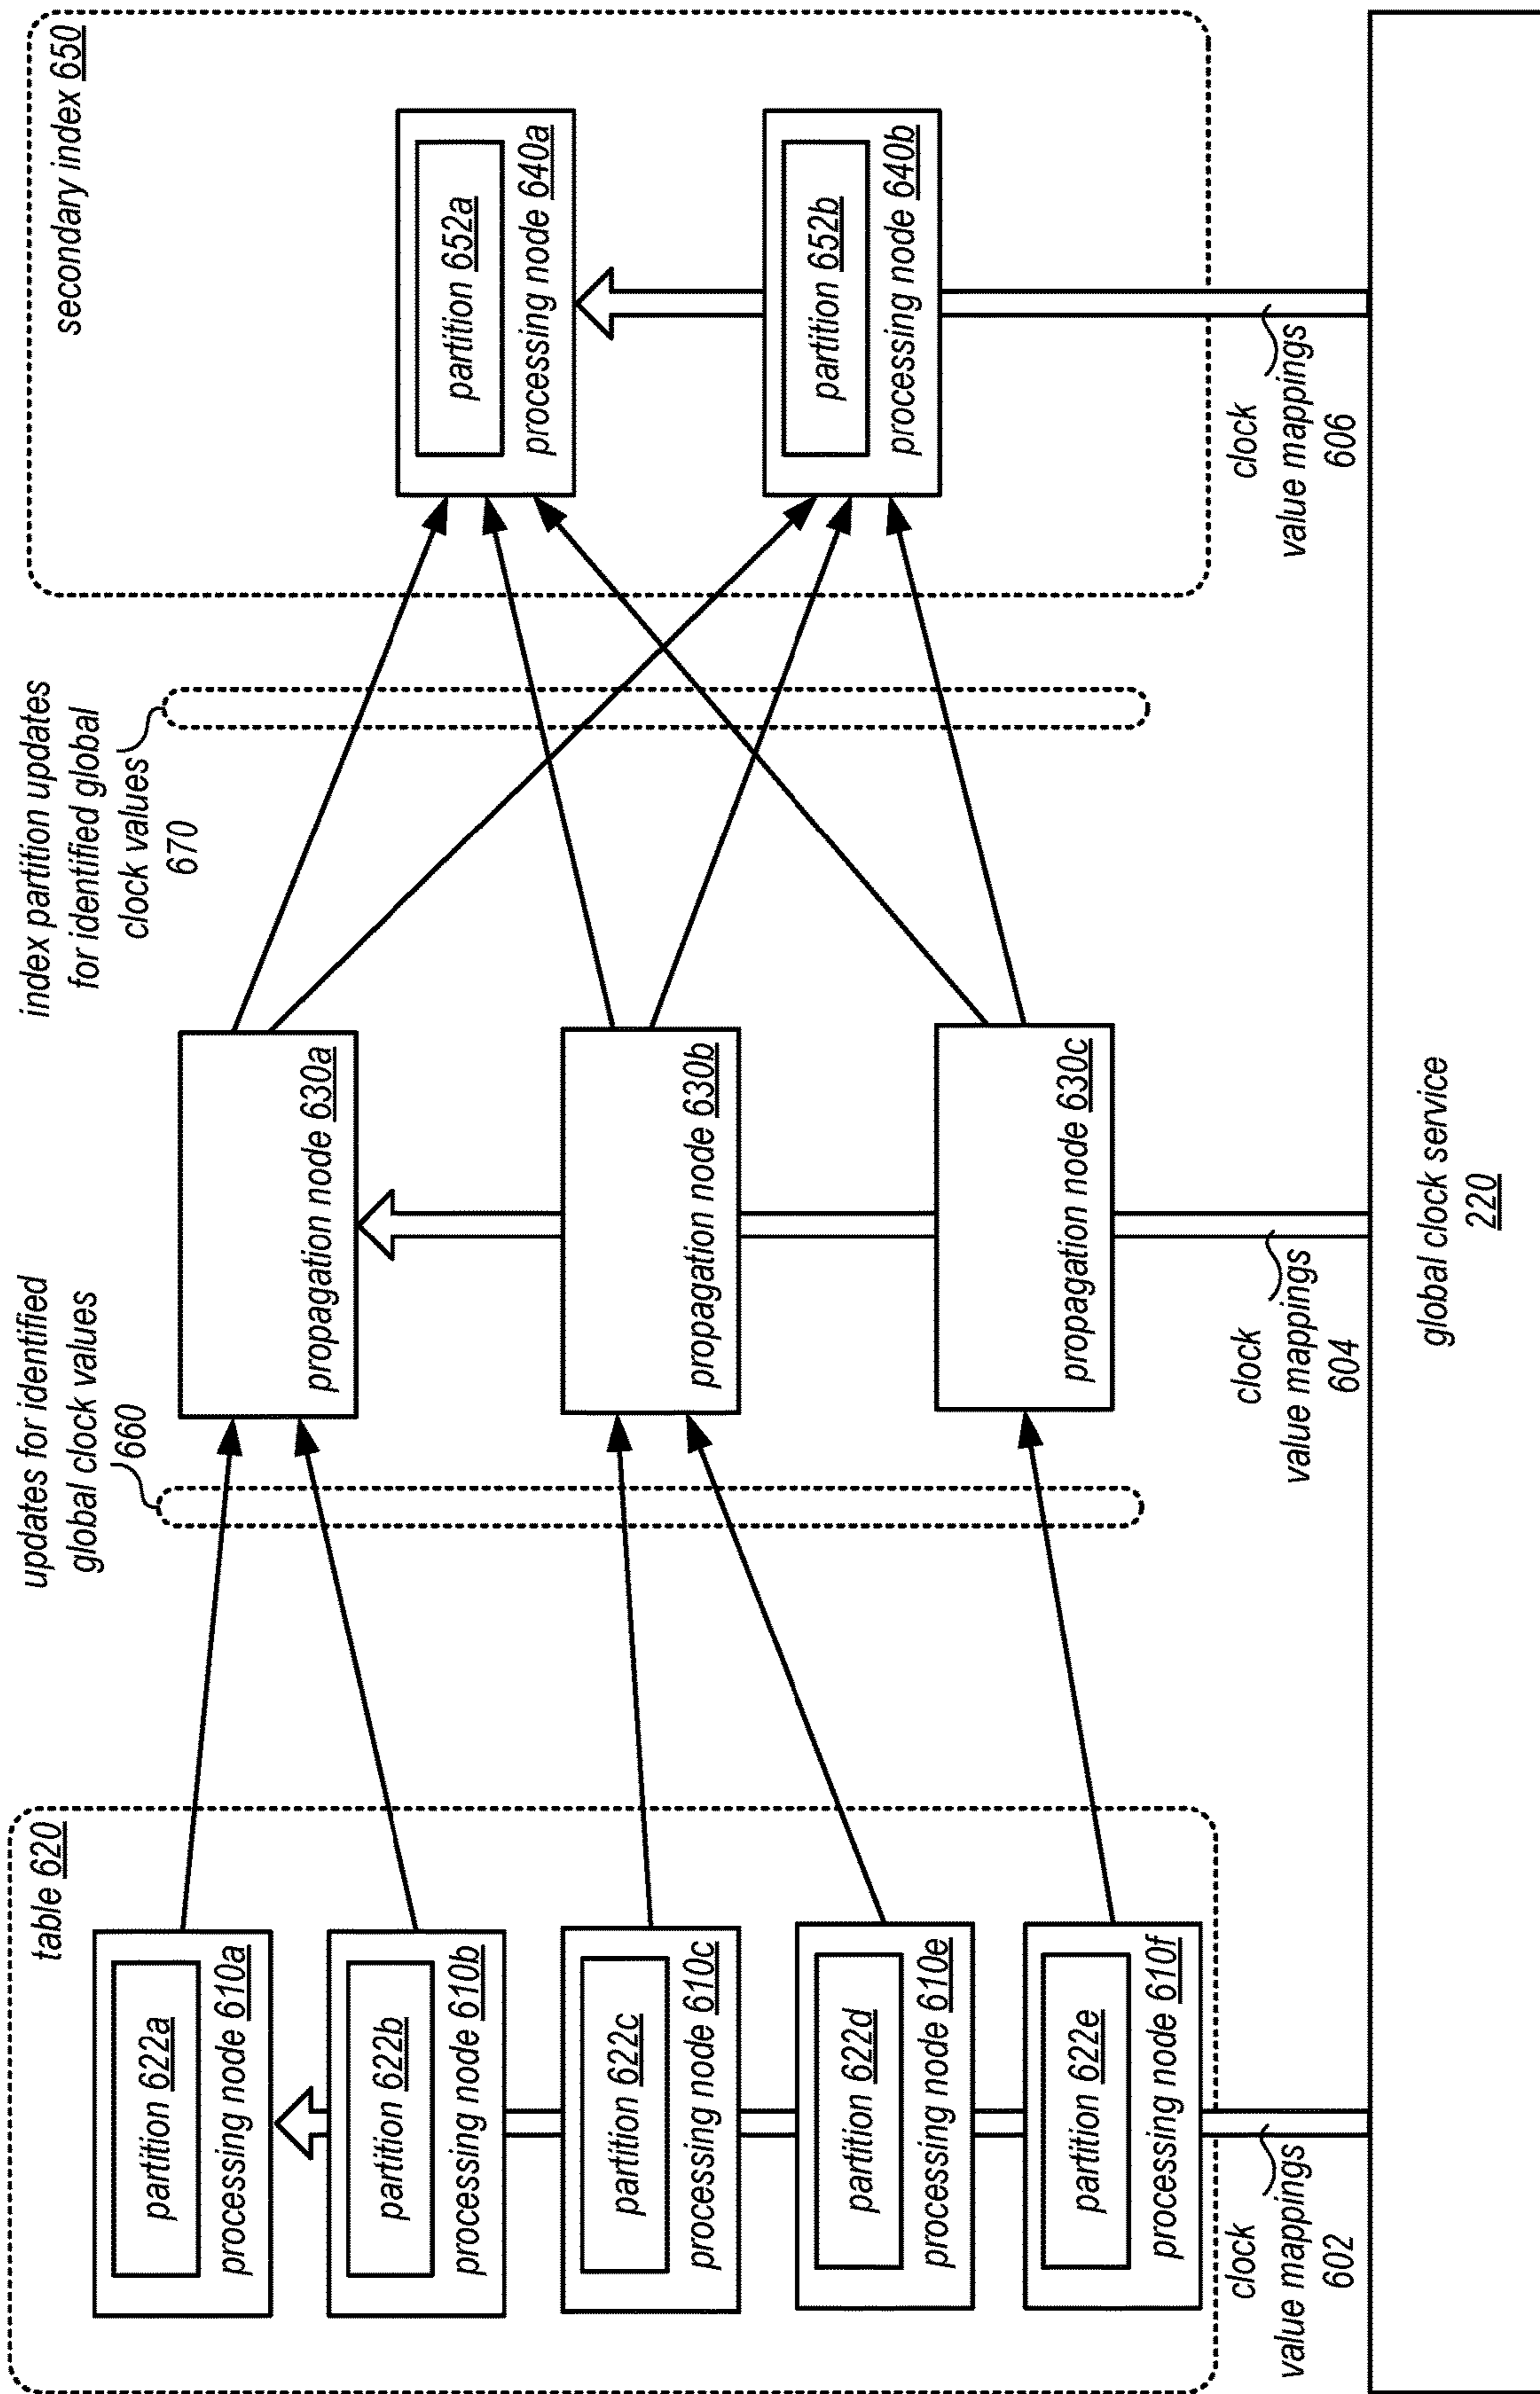 table 620
partition 622a
processing node 610a
partition 622b
processing node 610b
partition 622c
processing node 610c
partition 622d
processing node 610e
partition 622e
processing node 610f
clock
value mappings
602
updates for identified
global clock values
660
propagation node 630a
propagation node 630b
propagation node 630c
clock
value mappings
604
index partition updates
for identified global
clock values
670
secondary index 650
partition 652a
processing node 640a
partition 652b
processing node 640b
clock
value mappings
606
global clock service
220